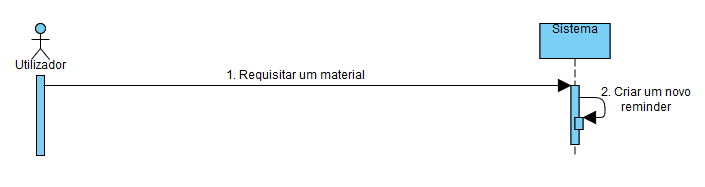 Sistema
Utilizador
1. Requisitar um material
2. Criar um novo
reminder